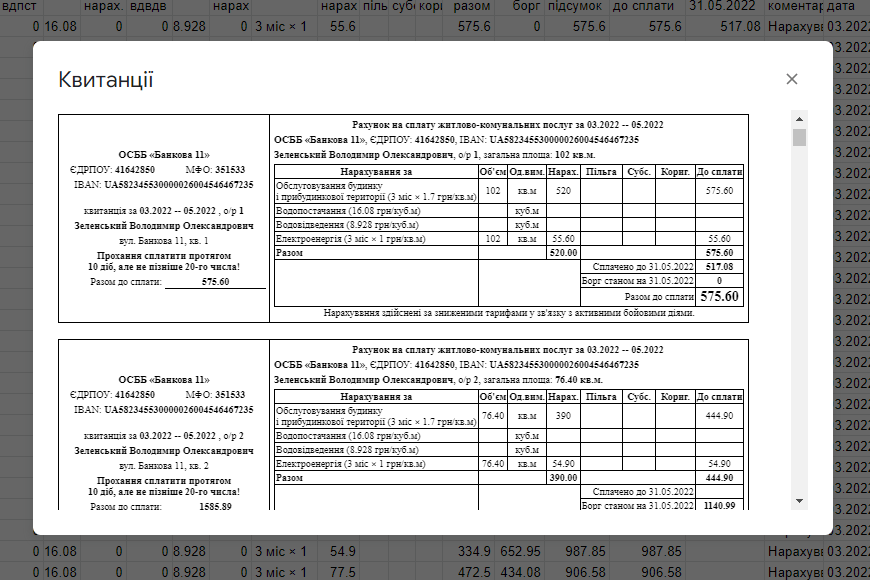 вдпст нарах. вдвдв нарах нарах піль субс кори разом борг підсумок до сплати 31.05.2022 коментар дата
0 16.08 0 0 8.928 0 3 міс × 1 55.6 575.6 0 575.6 575.6 517.08 Нарахувв 03.2022
Квитанції
ОСББ «Банкова 11»
ЄДРПОУ: 41642850 МФО: 351533
IBAN: UA582345530000026004546467235
квитанція за 03.2022 -- 05.2022 , о/р 1
Зеленський Володимир Олександрович
вул. Банкова 11, кв. 1
Прохання сплатити протягом
10 діб, але не пізніше 20-го числа!
Разом до сплати: 575.60
Рахунок на сплату житлово-комунальних послуг за 03.2022 -- 05.2022
ОСББ «Банкова 11», ЄДРПОУ: 41642850, IBAN: UA582345530000026004546467235
Зеленський Володимир Олександрович, о/р 1, загальна площа: 102 кв.м.
Нарахування за Об'єм Од.вим. Нарах. Пільга Субс. Кориг. До сплати
Обслуговування будинку
і прибудинкової території (3 міс × 1.7 грн/кв.м) 102 кв.м 520 575.60
Водопостачання (16.08 грн/куб.м) куб.м
Водовідведення (8.928 грн/куб.м) куб.м
Електроенергія (3 міс × 1 грн/кв.м) 102 кв.м 55.60 55.60
Разом 520.00 575.60
Сплачено до 31.05.2022 517.08
Борг станом на 31.05.2022 0
Разом до сплати 575.60
Нарахуввння здійснені за зниженими тарифами у зв'язку з активними бойовими діями.
ОСББ «Банкова 11»
ЄДРПОУ: 41642850 МФО: 351533
IBAN: UA582345530000026004546467235
квитанція за 03.2022 -- 05.2022 , о/р 2
Зеленський Володимир Олександрович
вул. Банкова 11, кв. 2
Прохання сплатити протягом
10 діб, але не пізніше 20-го числа!
Разом до сплати: 1585.89
Рахунок на сплату житлово-комунальних послуг за 03.2022 -- 05.2022
ОСББ «Банкова 11», ЄДРПОУ: 41642850, IBAN: UA582345530000026004546467235
Зеленський Володимир Олександрович, о/р 2, загальна площа: 76.40 кв.м.
Нарахування за Об'єм Од.вим. Нарах. Пільга Субс. Кориг. До сплати
Обслуговування будинку
і прибудинкової території (3 міс × 1.7 грн/кв.м) 76.40 кв.м 390 444.90
Водопостачання (16.08 грн/куб.м) куб.м
Водовідведення (8.928 грн/куб.м) куб.м
Електроенергія (3 міс × 1 грн/кв.м) 76.40 кв.м 54.90 54.90
Разом 390.00 444.90
Сплачено до 31.05.2022
Борг станом на 31.05.2022 1140.99
0 16.08 0 0 8.928 0 3 міс × 1 54.9 334.9 652.95 987.85 987.85 Нарахувв 03.2022
0 16.08 0 0 8.928 0 3 міс × 1 77.5 472.5 434.08 906.58 906.58 Нарахувв 03.2022